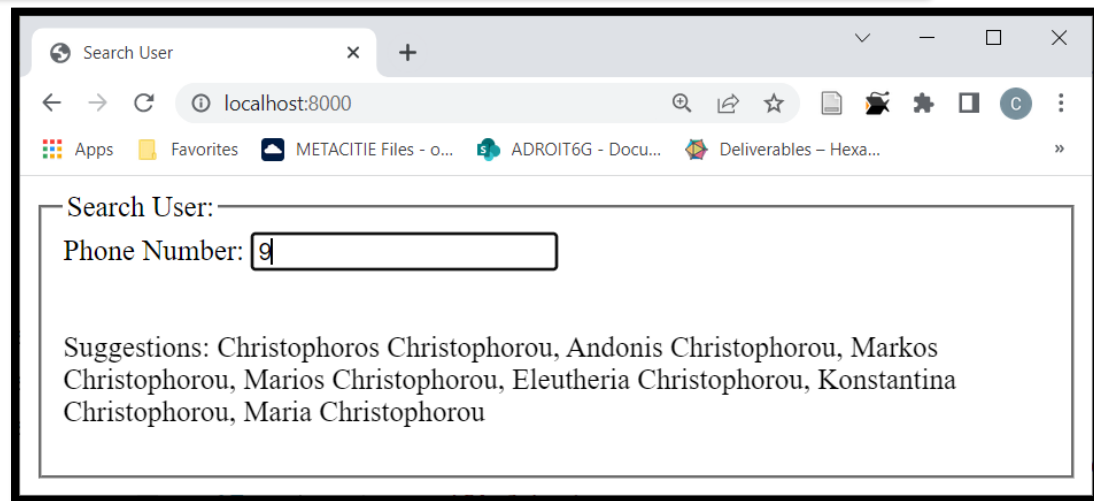 Search User
localhost:8000
C
Apps Favorites METACITIE Files - o... ADROIT6G - Docu... Deliverables – Hexa... »
Search User:
Phone Number: 9
Suggestions: Christophoros Christophorou, Andonis Christophorou, Markos
Christophorou, Marios Christophorou, Eleutheria Christophorou, Konstantina
Christophorou, Maria Christophorou